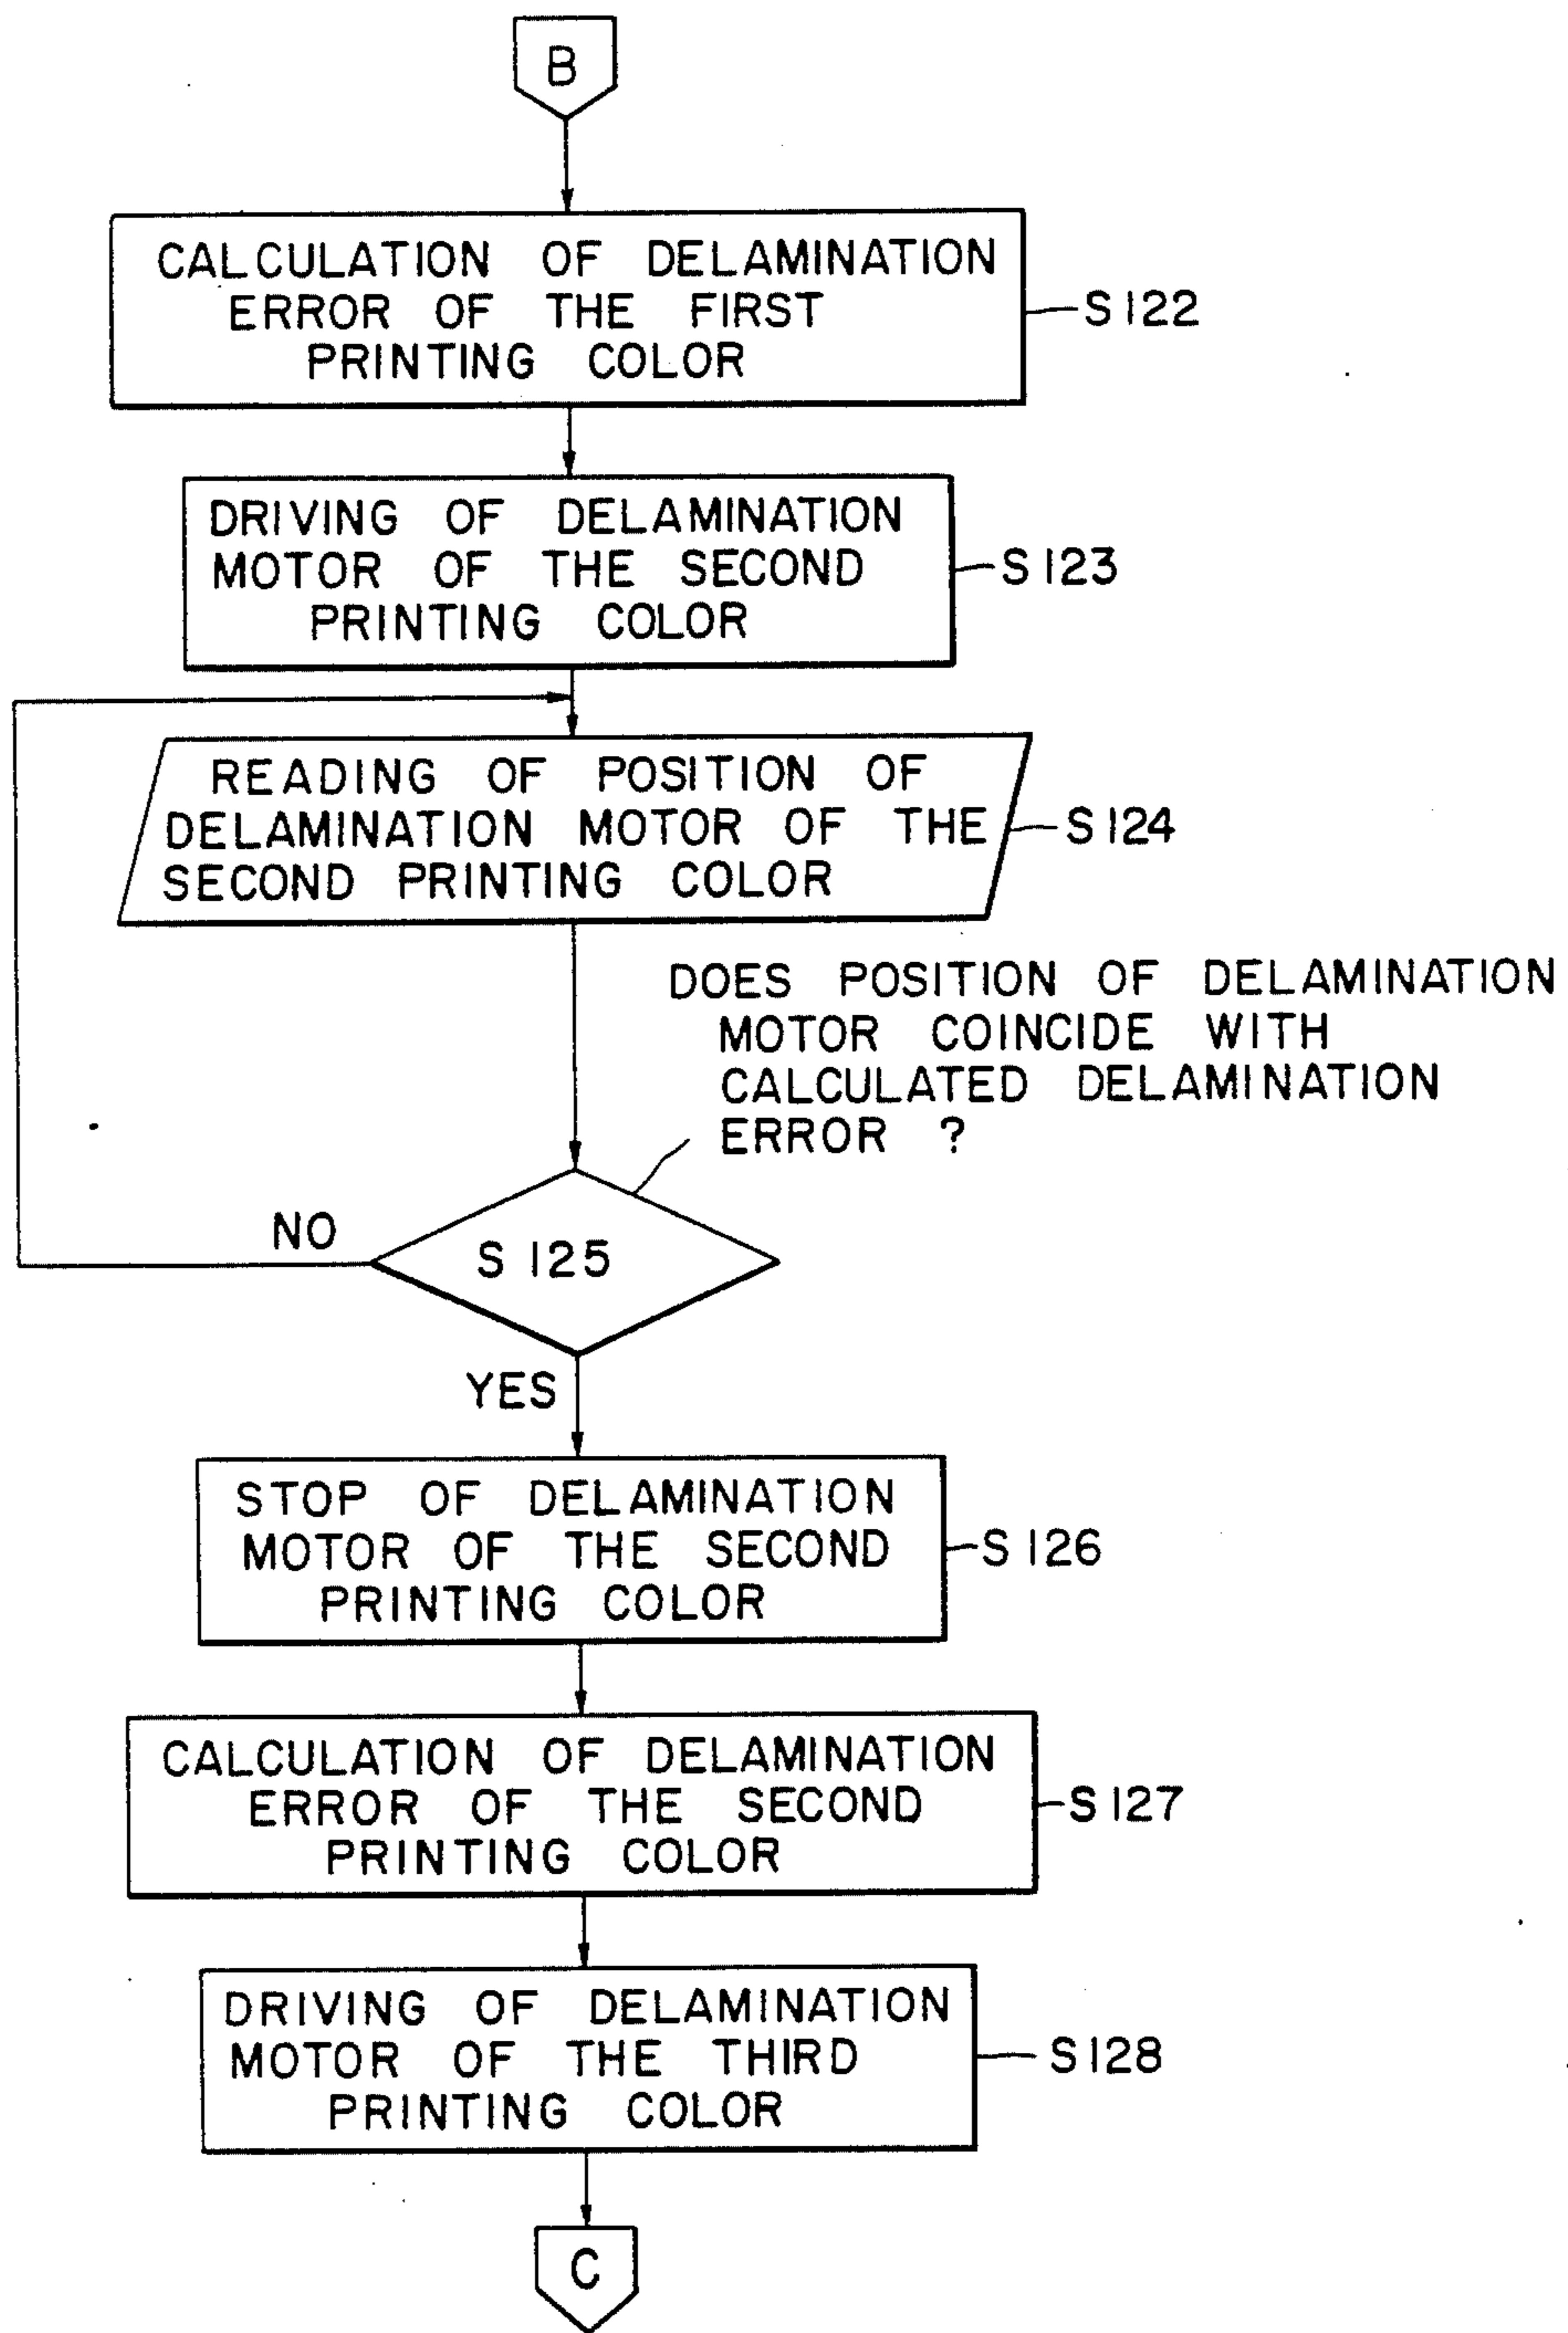 B
CALCULATION OF DELAMINATION
ERROR OF THE FIRST
PRINTING COLOR
S122
DRIVING OF DELAMINATION
MOTOR OF THE SECOND
PRINTING COLOR
S123
READING OF POSITION OF
DELAMINATION MOTOR OF THE
SECOND PRINTING COLOR
S124
DOES POSITION OF DELAMINATION
MOTOR COINCIDE WITH
CALCULATED DELAMINATION
ERROR ?
NO
S125
YES
STOP OF DELAMINATION
MOTOR OF THE SECOND
PRINTING COLOR
S126
CALCULATION OF DELAMINATION
ERROR OF THE SECOND
PRINTING COLOR
S127
DRIVING OF DELAMINATION
MOTOR OF THE THIRD
PRINTING COLOR
S128
C